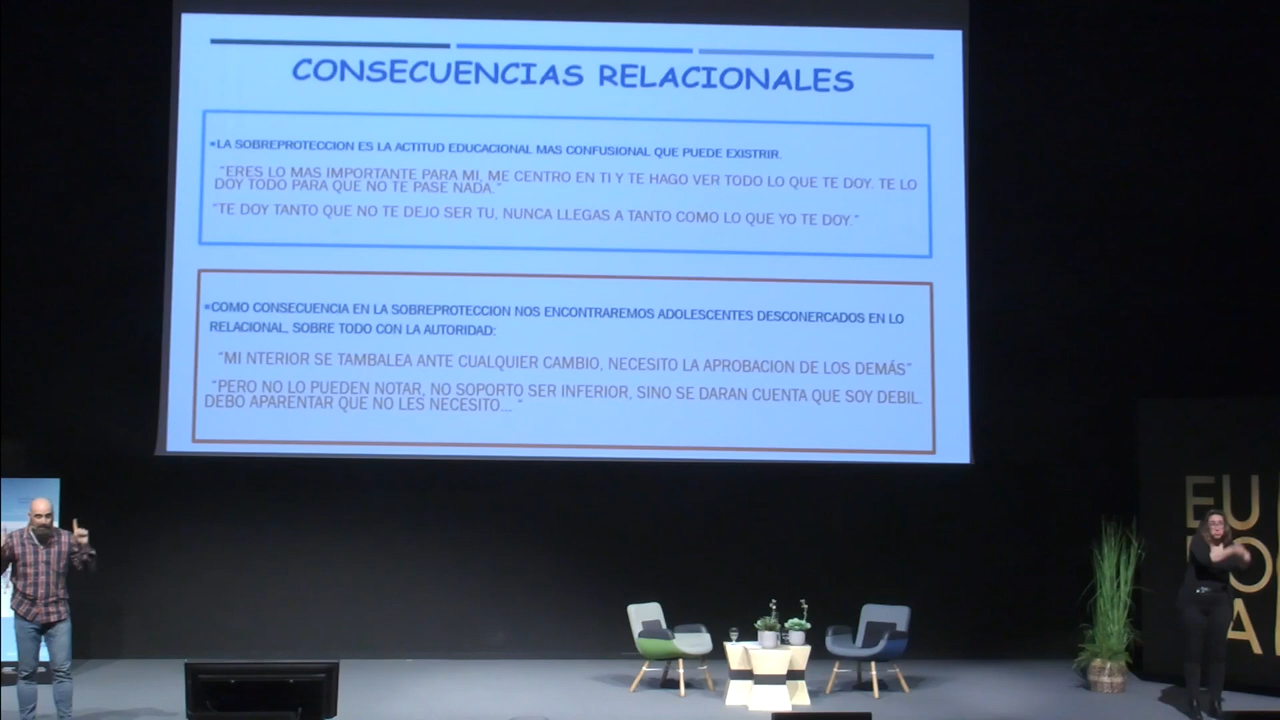 CONSECUENCIAS RELACIONALES
▪LA SOBREPROTECCION ES LA ACTITUD EDUCACIONAL MAS CONFUSIONAL QUE PUEDE EXISTRIR.
“ERES LO MAS IMPORTANTE PARA MI, ME CENTRO EN TI Y TE HAGO VER TODO LO QUE TE DOY. TE LO
DOY TODO PARA QUE NO TE PASE NADA.”
“TE DOY TANTO QUE NO TE DEJO SER TU, NUNCA LLEGAS A TANTO COMO LO QUE YO TE DOY.”
▪COMO CONSECUENCIA EN LA SOBREPROTECCION NOS ENCONTRAREMOS ADOLESCENTES DESCONERCADOS EN LO
RELACIONAL, SOBRE TODO CON LA AUTORIDAD:
“MI NTERIOR SE TAMBALEA ANTE CUALQUIER CAMBIO, NECESITO LA APROBACION DE LOS DEMÁS”
“PERO NO LO PUEDEN NOTAR, NO SOPORTO SER INFERIOR, SINO SE DARAN CUENTA QUE SOY DEBIL.
DEBO APARENTAR QUE NO LES NECESITO... “
EU